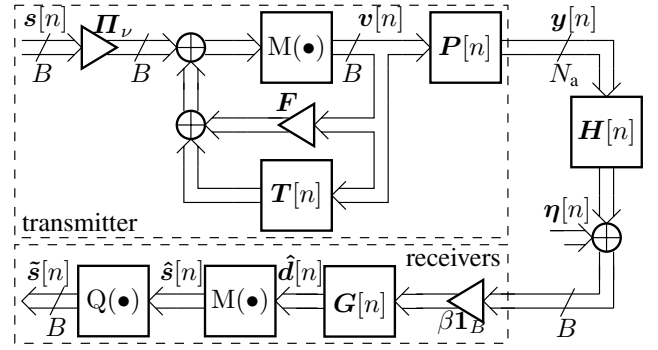 s[n] Π_ν v[n] y[n]
B B M(•) B P[n] N_a
F H[n]
T[n]
transmitter η[n]
receivers
s̃[n] ŝ[n] d̂[n]
Q(•) M(•) G[n]
B β1_B B